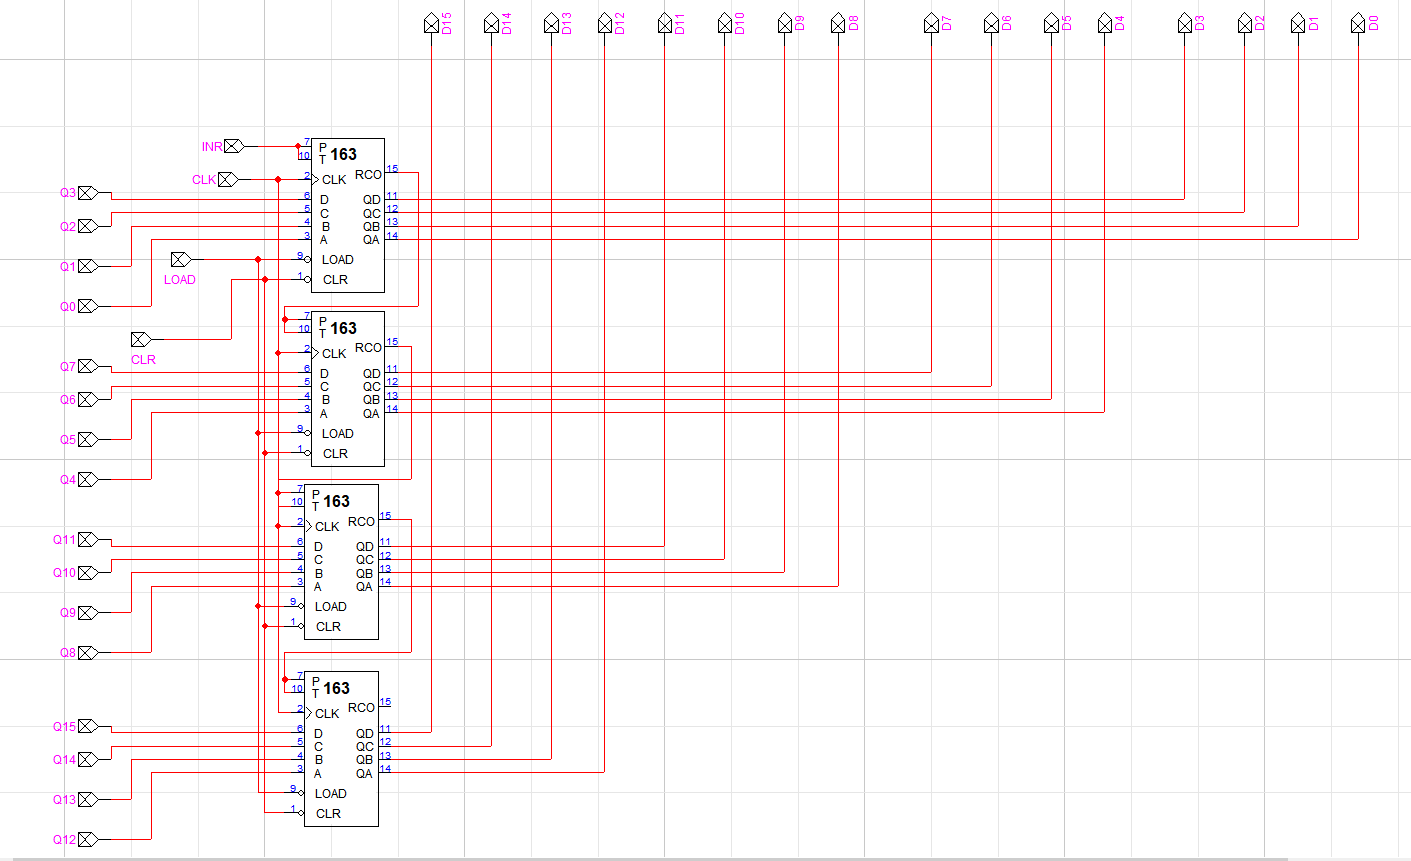 D15 D14 D13 D12 D11 D10 D9 D8 D7 D6 D5 D4 D3 D2 D1 D0
INR
7 P 163
10 T
15 RCO
CLK 2 CLK
Q3 6 D QD 11
5 C QC 12
Q2 4 B QB 13
3 A QA 14
LOAD 9 LOAD
Q1
1 CLR
Q0
CLR
7 P 163
10 T
15 RCO
2 CLK
Q7 6 D QD 11
5 C QC 12
Q6 4 B QB 13
3 A QA 14
9 LOAD
Q5
1 CLR
Q4
7 P 163
10 T
15 RCO
2 CLK
Q11 6 D QD 11
5 C QC 12
Q10 4 B QB 13
3 A QA 14
9 LOAD
Q9
1 CLR
Q8
7 P 163
10 T
15 RCO
2 CLK
Q15 6 D QD 11
5 C QC 12
Q14 4 B QB 13
3 A QA 14
9 LOAD
Q13
1 CLR
Q12